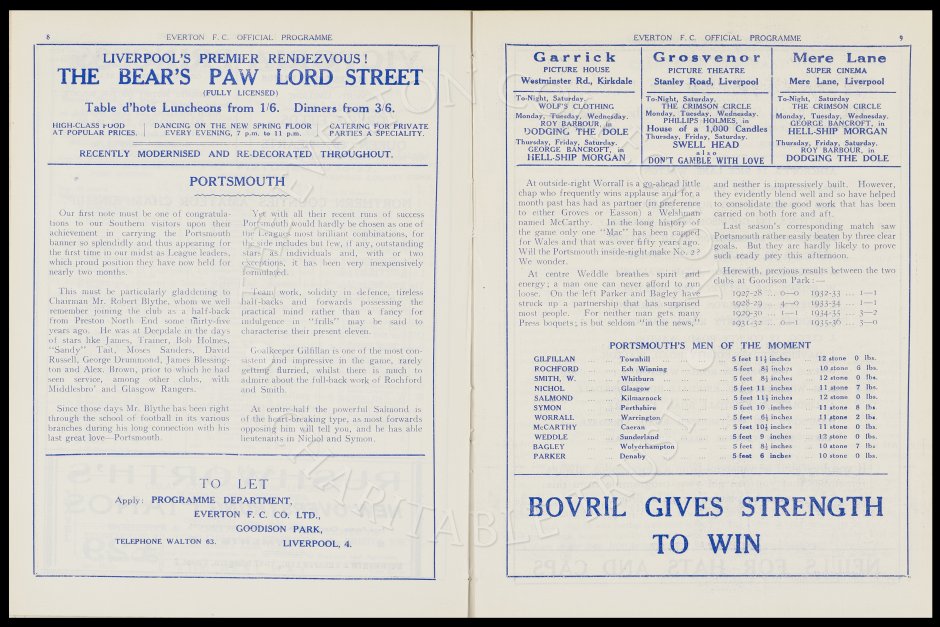 8
EVERTON F.C. OFFICIAL PROGRAMME
LIVERPOOL'S PREMIER RENDEZVOUS!
THE BEAR'S PAW LORD STREET
(FULLY LICENSED)
Table d'hote Luncheons from 1/6. Dinners from 3/6.
HIGH-CLASS FOOD
AT POPULAR PRICES.
DANCING ON THE NEW SPRING FLOOR
EVERY EVENING, 7 p.m. to 11 p.m.
CATERING FOR PRIVATE
PARTIES A SPECIALITY.
RECENTLY MODERNISED AND RE-DECORATED THROUGHOUT.
PORTSMOUTH
Our first note must be one of congratula-
tions to our Southern visitors upon their
achievement in carrying the Portsmouth
banner so splendidly and thus appearing for
the first time in our midst as League leaders,
which proud position they have now held for
nearly two months.
This must be particularly gladdening to
Chairman Mr. Robert Blythe, whom we well
remember joining the club as a half-back
from Preston North End some thirty-five
years ago. He was at Deepdale in the days
of stars like James, Trainer, Bob Holmes,
"Sandy" Tait, Moses Sanders, David
Russell, George Drummond, James Blessing-
ton and Alex. Brown, prior to which he had
seen service, among other clubs, with
Middlesbro' and Glasgow Rangers.
Since those days Mr. Blythe has been right
through the school of football in its various
branches during his long connection with his
last great love—Portsmouth.
Yet with all their recent runs of success
Portsmouth would hardly be chosen as one of
the Leagues most brilliant combinations, for
the side includes but few, if any, outstanding
stars as individuals and, with or two
exceptions, it has been very inexpensively
formulated.
Team work, solidity in defence, tireless
half-backs and forwards possessing the
practical mind rather than a fancy for
indulgence in "frills" may be said to
characterise their present eleven.
Goalkeeper Gilfillan is one of the most con-
sistent and impressive in the game, rarely
getting flurried, whilst there is much to
admire about the full-back work of Rochford
and Smith.
At centre-half the powerful Salmond is
of the heart-breaking type, as most forwards
opposing him will tell you, and he has able
lieutenants in Nichol and Symon.
TO LET
Apply: PROGRAMME DEPARTMENT,
EVERTON F. C. CO. LTD.,
GOODISON PARK,
TELEPHONE WALTON 63. LIVERPOOL, 4.
EVERTON F.C. OFFICIAL PROGRAMME
9
Garrick
PICTURE HOUSE
Westminster Rd., Kirkdale
To-Night, Saturday.
WOLF'S CLOTHING
Monday, Tuesday, Wednesday.
ROY BARBOUR, in
DODGING THE DOLE
Thursday, Friday, Saturday.
GEORGE BANCROFT, in
HELL-SHIP MORGAN
Grosvenor
PICTURE THEATRE
Stanley Road, Liverpool
To-Night, Saturday.
THE CRIMSON CIRCLE
Monday, Tuesday, Wednesday.
PHILLIPS HOLMES, in
House of a 1,000 Candles
Thursday, Friday, Saturday.
SWELL HEAD
also
DON'T GAMBLE WITH LOVE
Mere Lane
SUPER CINEMA
Mere Lane, Liverpool
To-Night, Saturday.
THE CRIMSON CIRCLE
Monday, Tuesday, Wednesday.
GEORGE BANCROFT, in
HELL-SHIP MORGAN
Thursday, Friday, Saturday.
ROY BARBOUR, in
DODGING THE DOLE
At outside-right Worrall is a go-ahead little
chap who frequently wins applause and for a
month past has had as partner (in preference
to either Groves or Easson) a Welshman
named McCarthy. In the long history of
the game only one "Mac" has been capped
for Wales and that was over fifty years ago.
Will the Portsmouth inside-right make No. 2?
We wonder.
At centre Weddle breathes spirit and
energy; a man one can never afford to run
loose. On the left Parker and Bagley have
struck up a partnership that has surprised
most people. For neither man gets many
Press boquets; is but seldom "in the news,"
and neither is impressively built. However,
they evidently blend well and so have helped
to consolidate the good work that has been
carried on both fore and aft.
Last season's corresponding match saw
Portsmouth rather easily beaten by three clear
goals. But they are hardly likely to prove
such ready prey this afternoon.
Herewith, previous results between the two
clubs at Goodison Park:—
1927-28 ... 0—0 1932-33 ... 1—1
1928-29 ... 4—0 1933-34 ... 1—1
1929-30 ... 1—1 1934-35 ... 3—2
1931-32 ... 0—1 1935-36 ... 3—0
PORTSMOUTH'S MEN OF THE MOMENT
GILFILLAN ... Townhill ... 5 feet 11½ inches 12 stone 0 lbs.
ROCHFORD ... Esh Winning ... 5 feet 8½ inches 10 stone 6 lbs.
SMITH, W. ... Whitburn ... 5 feet 8½ inches 12 stone 0 lbs.
NICHOL ... Glasgow ... 5 feet 11 inches 11 stone 7 lbs.
SALMOND ... Kilmarnock ... 5 feet 11½ inches 12 stone 0 lbs.
SYMON ... Perthshire ... 5 feet 10 inches 11 stone 8 lbs.
WORRALL ... Warrington ... 5 feet 6½ inches 11 stone 2 lbs.
McCARTHY ... Caerau ... 5 feet 10½ inches 11 stone 0 lbs.
WEDDLE ... Sunderland ... 5 feet 9 inches 12 stone 0 lbs.
BAGLEY ... Wolverhampton ... 5 feet 8½ inches 10 stone 7 lbs.
PARKER ... Denaby ... 5 feet 6 inches 10 stone 0 lbs.
BOVRIL GIVES STRENGTH
TO WIN